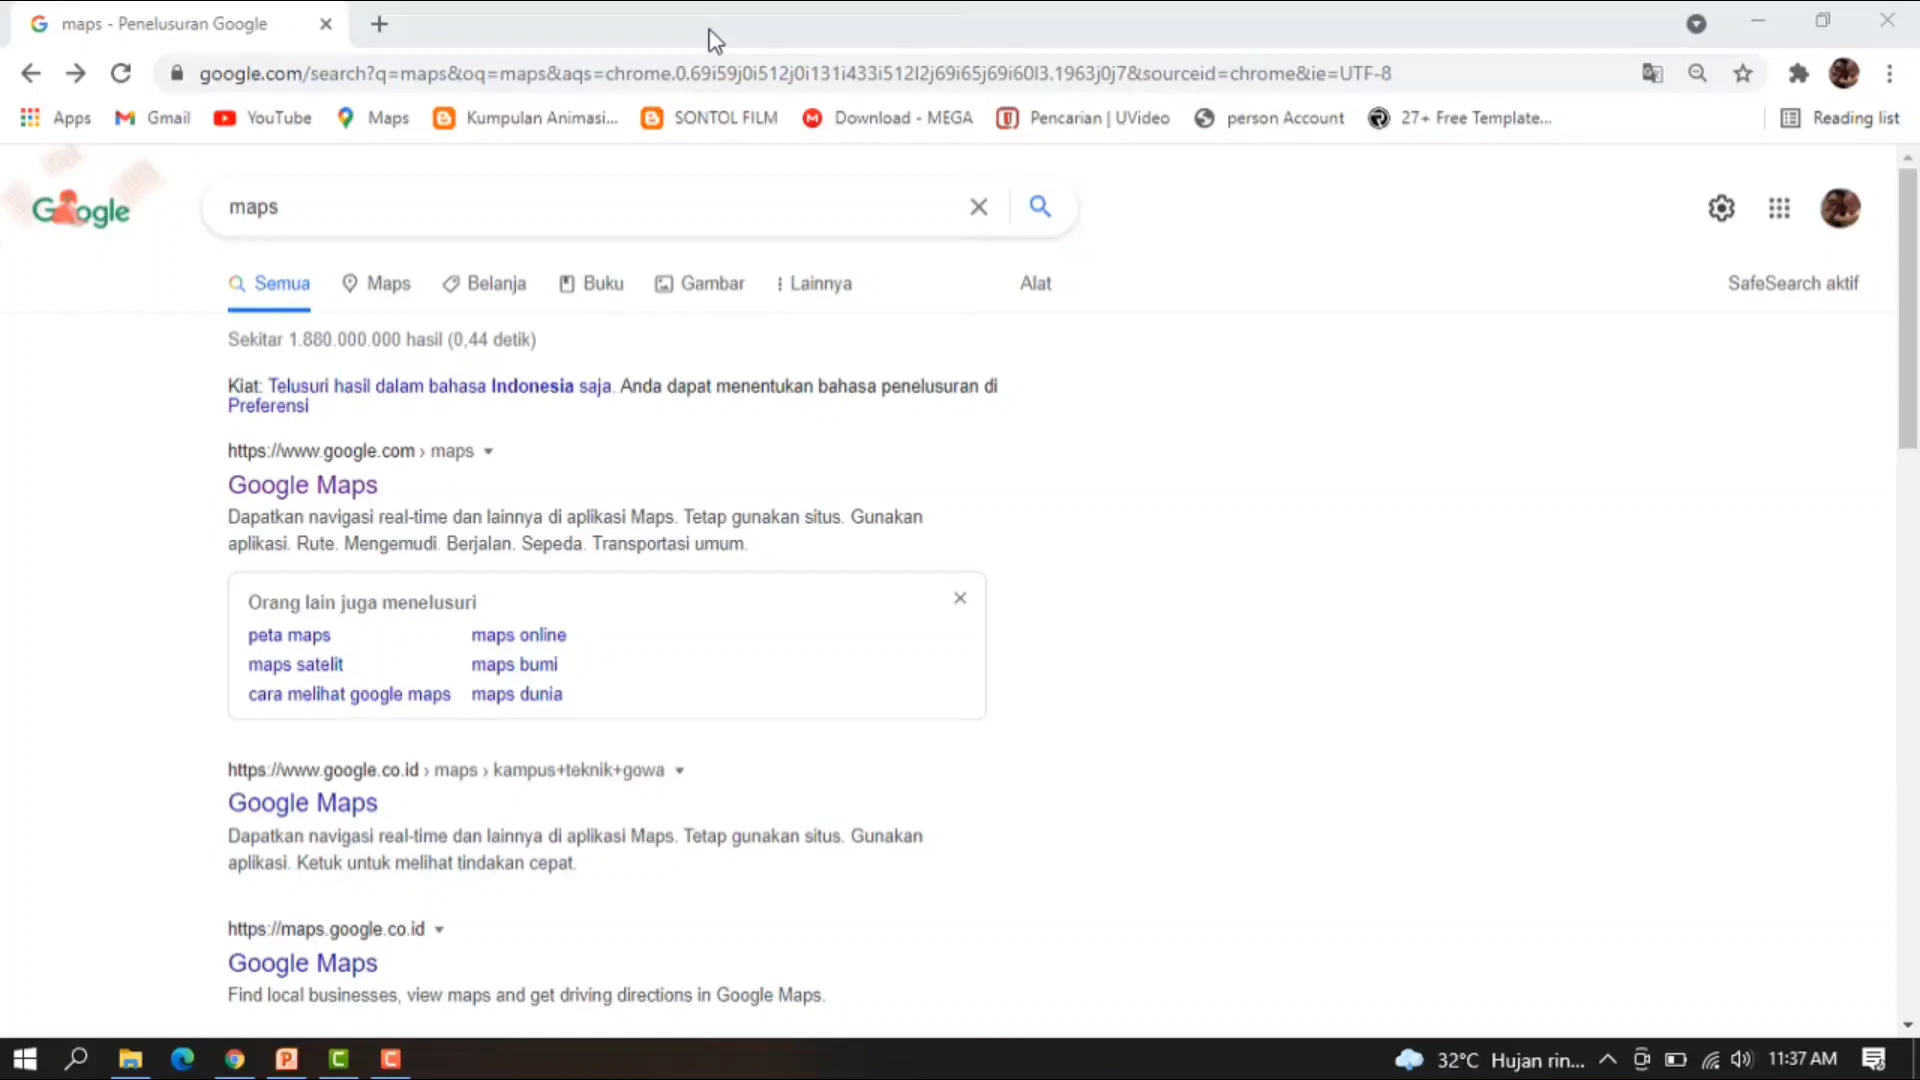 maps - Penelusuran Google
google.com/search?q=maps&oq=maps&aqs=chrome.0.69i59j0i512j0i131i433i512l2j69i65j69i60l3.1963j0j7&sourceid=chrome&ie=UTF-8
Apps Gmail YouTube Maps Kumpulan Animasi... SONTOL FILM Download - MEGA Pencarian | UVideo person Account 27+ Free Template... Reading list
Google
maps
Semua Maps Belanja Buku Gambar Lainnya Alat SafeSearch aktif
Sekitar 1.880.000.000 hasil (0,44 detik)
Kiat: Telusuri hasil dalam bahasa Indonesia saja. Anda dapat menentukan bahasa penelusuran di
Preferensi
https://www.google.com › maps
Google Maps
Dapatkan navigasi real-time dan lainnya di aplikasi Maps. Tetap gunakan situs. Gunakan
aplikasi. Rute. Mengemudi. Berjalan. Sepeda. Transportasi umum.
Orang lain juga menelusuri
peta maps maps online
maps satelit maps bumi
cara melihat google maps maps dunia
https://www.google.co.id › maps › kampus+teknik+gowa
Google Maps
Dapatkan navigasi real-time dan lainnya di aplikasi Maps. Tetap gunakan situs. Gunakan
aplikasi. Ketuk untuk melihat tindakan cepat.
https://maps.google.co.id
Google Maps
Find local businesses, view maps and get driving directions in Google Maps.
32°C Hujan rin... 11:37 AM